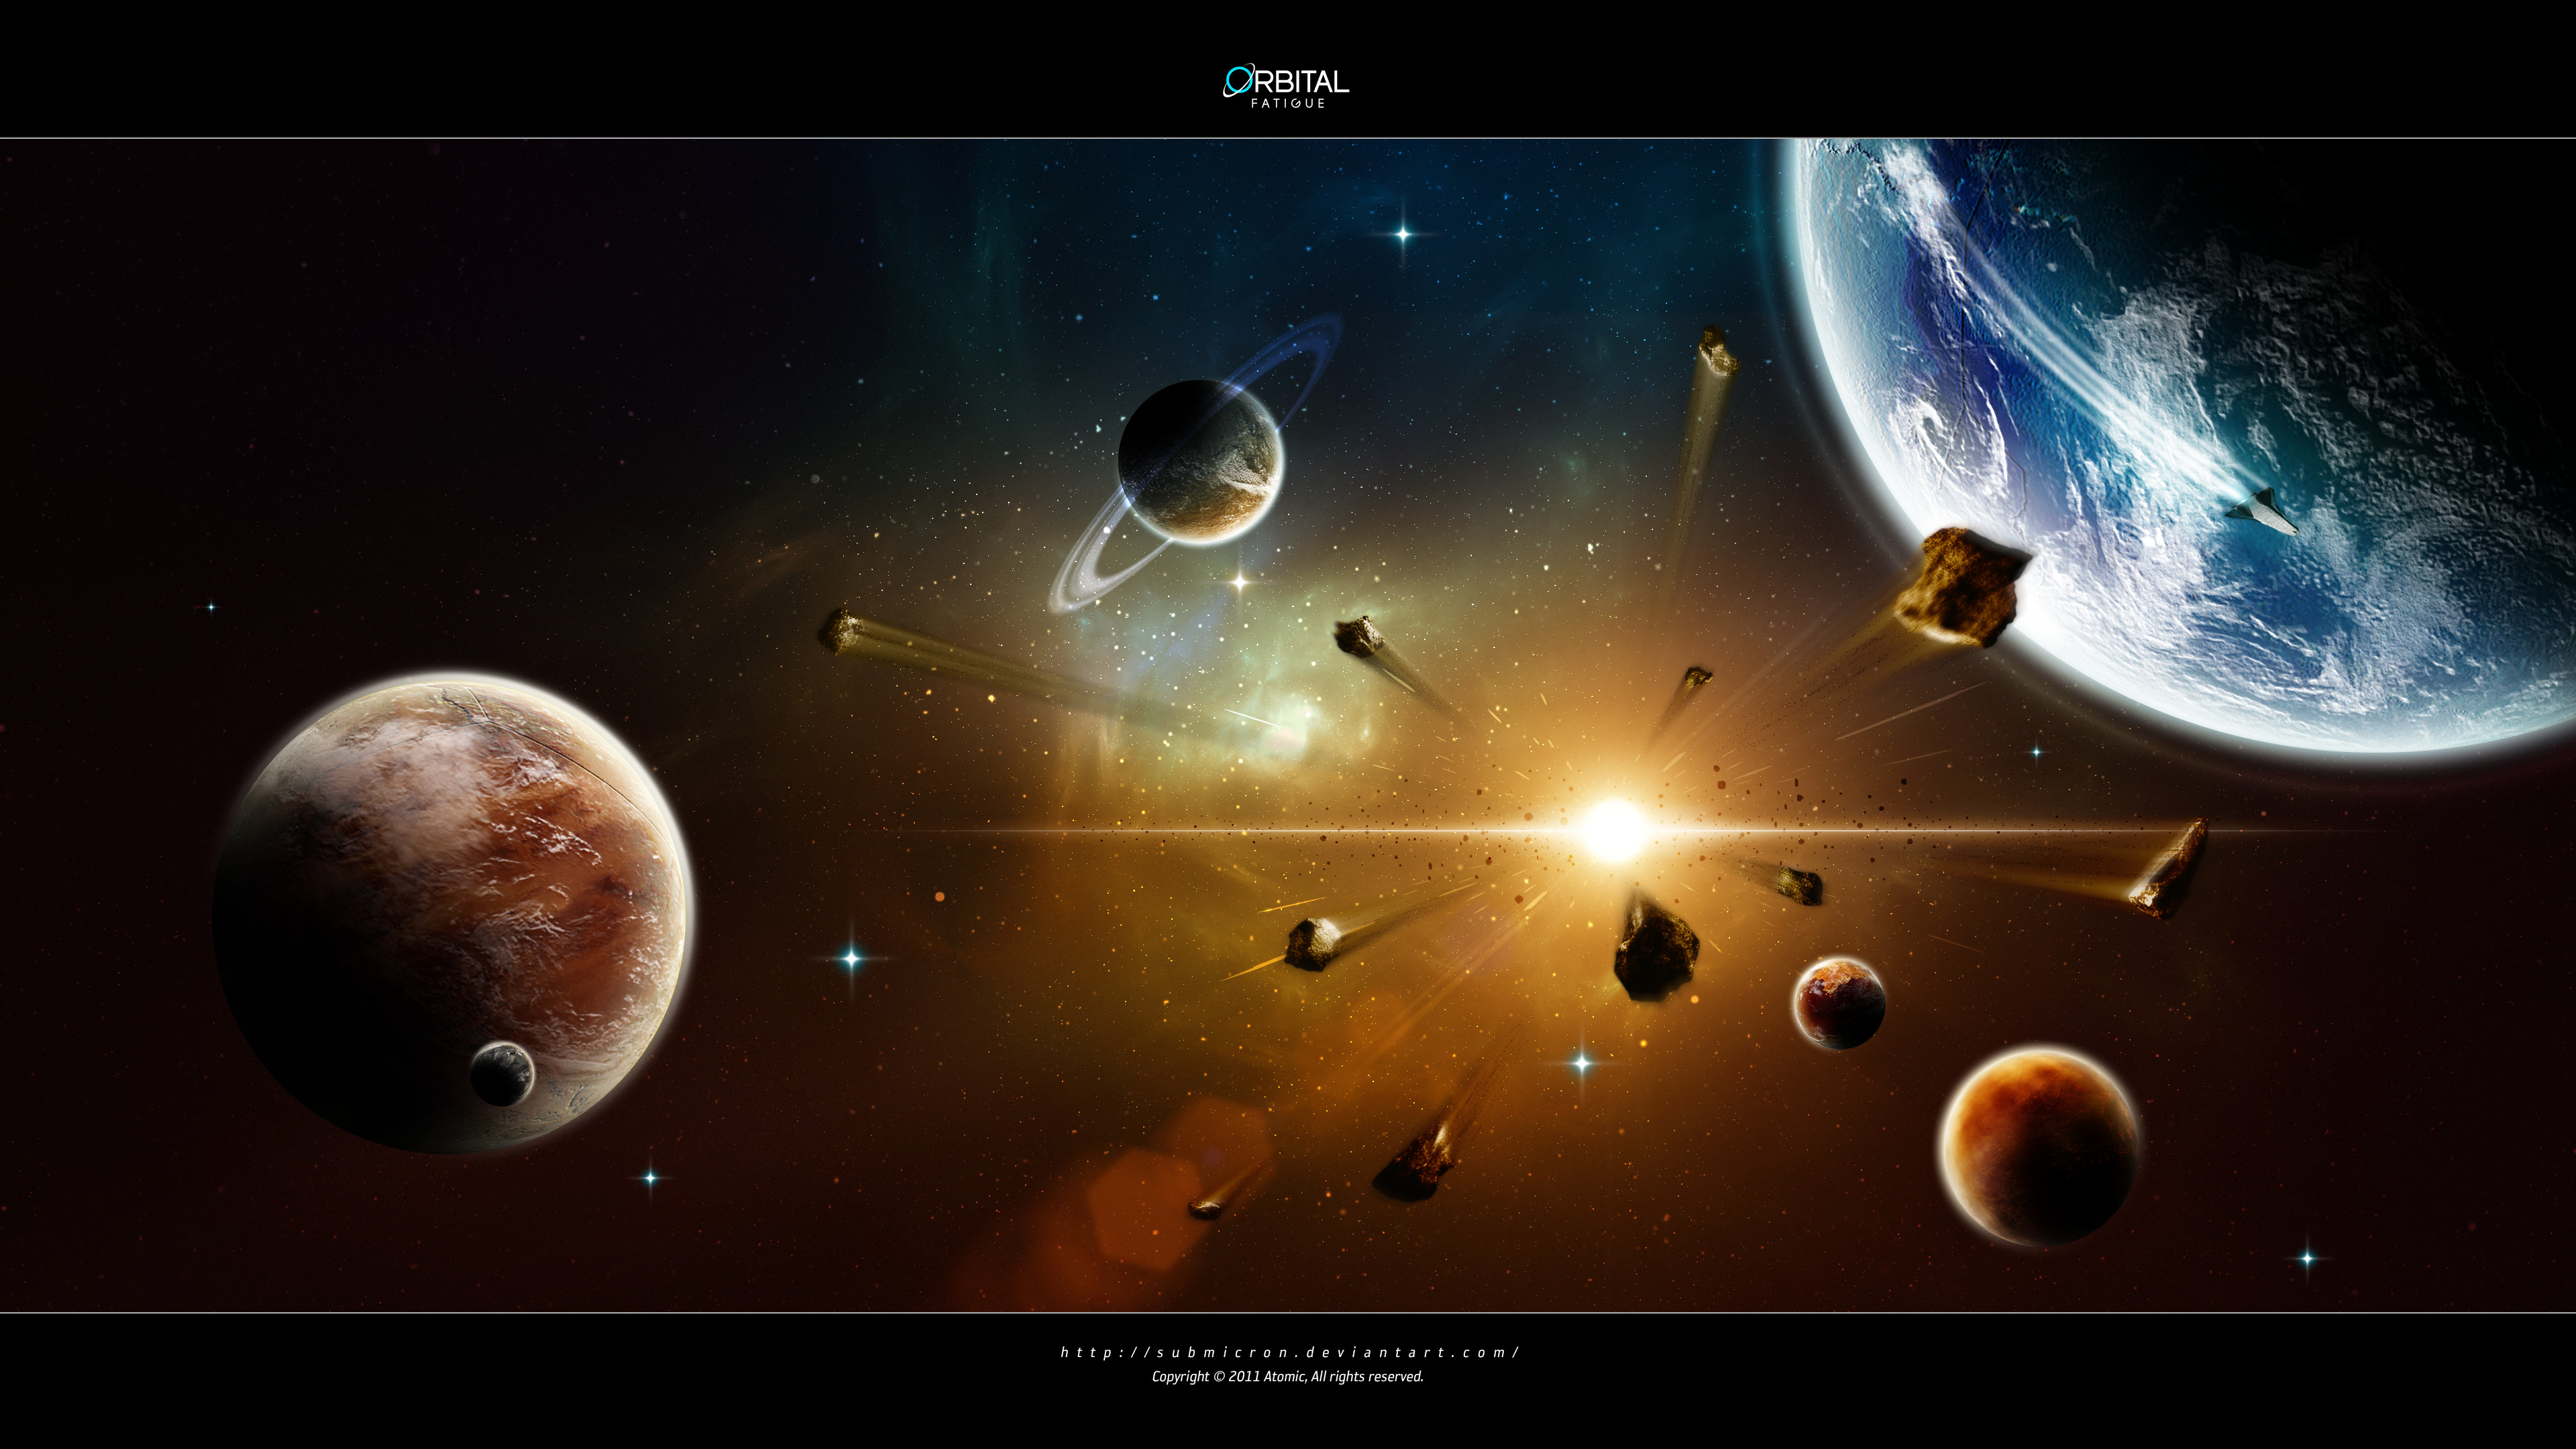 ORBITAL
FATIGUE
http://submicron.deviantart.com/
Copyright © 2011 Atomic, All rights reserved.